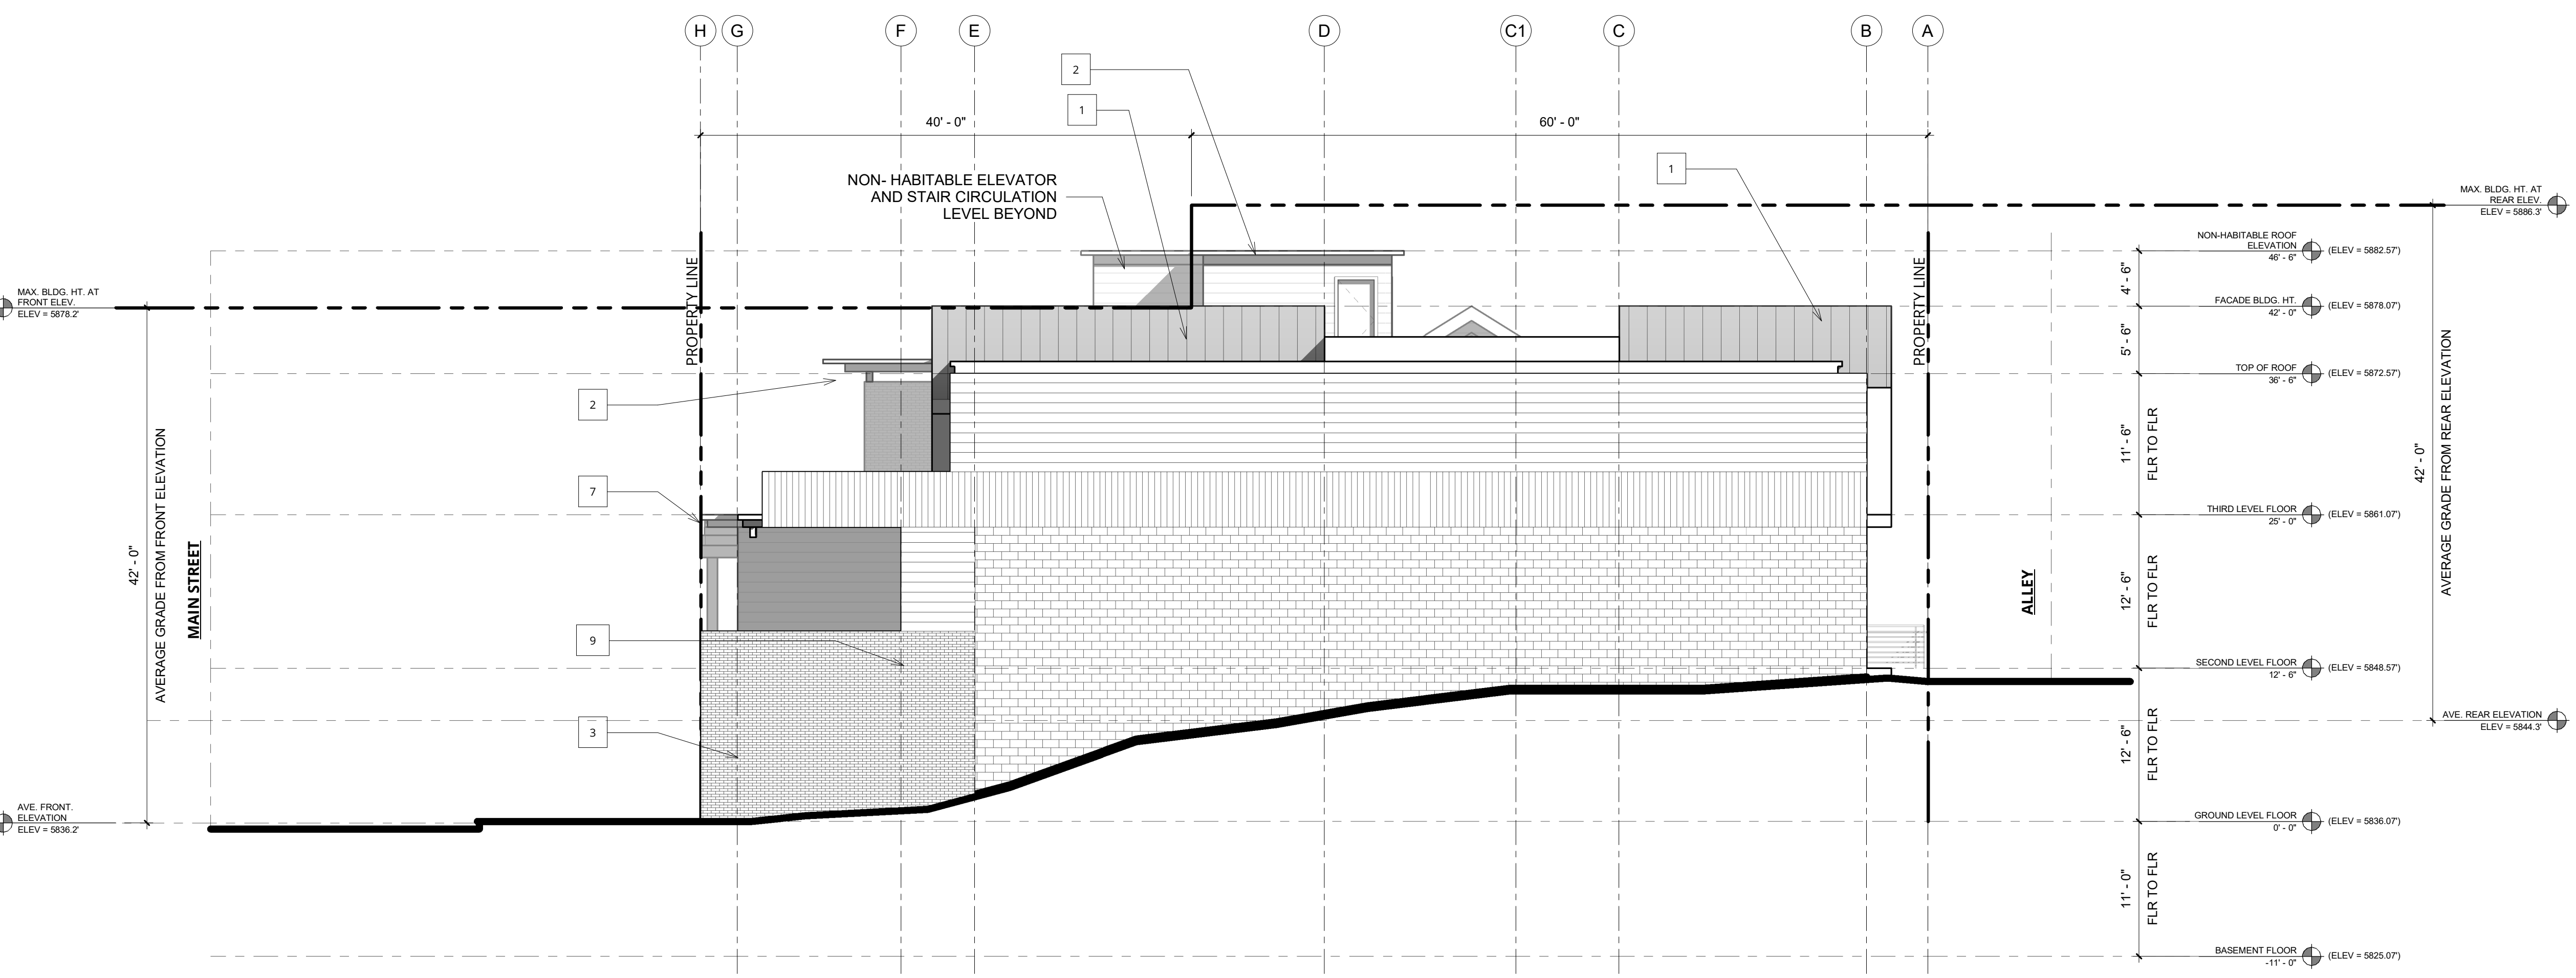 H G F E D C1 C B A
2
1
40' - 0"
60' - 0"
1
NON- HABITABLE ELEVATOR
AND STAIR CIRCULATION
LEVEL BEYOND
MAX. BLDG. HT. AT
REAR ELEV.
ELEV = 5886.3'
NON-HABITABLE ROOF
ELEVATION
46' - 6"
(ELEV = 5882.57')
4' - 6"
PROPERTY LINE
PROPERTY LINE
MAX. BLDG. HT. AT
FRONT ELEV.
ELEV = 5878.2'
FACADE BLDG. HT.
42' - 0"
(ELEV = 5878.07')
5' - 6"
TOP OF ROOF
36' - 6"
(ELEV = 5872.57')
2
11' - 6"
FLR TO FLR
42' - 0"
AVERAGE GRADE FROM REAR ELEVATION
7
THIRD LEVEL FLOOR
25' - 0"
(ELEV = 5861.07')
42' - 0"
AVERAGE GRADE FROM FRONT ELEVATION
MAIN STREET
ALLEY
12' - 6"
FLR TO FLR
9
SECOND LEVEL FLOOR
12' - 6"
(ELEV = 5848.57')
3
AVE. REAR ELEVATION
ELEV = 5844.3'
12' - 6"
FLR TO FLR
AVE. FRONT.
ELEVATION
ELEV = 5836.2'
GROUND LEVEL FLOOR
0' - 0"
(ELEV = 5836.07')
11' - 0"
FLR TO FLR
BASEMENT FLOOR
-11' - 0"
(ELEV = 5825.07')